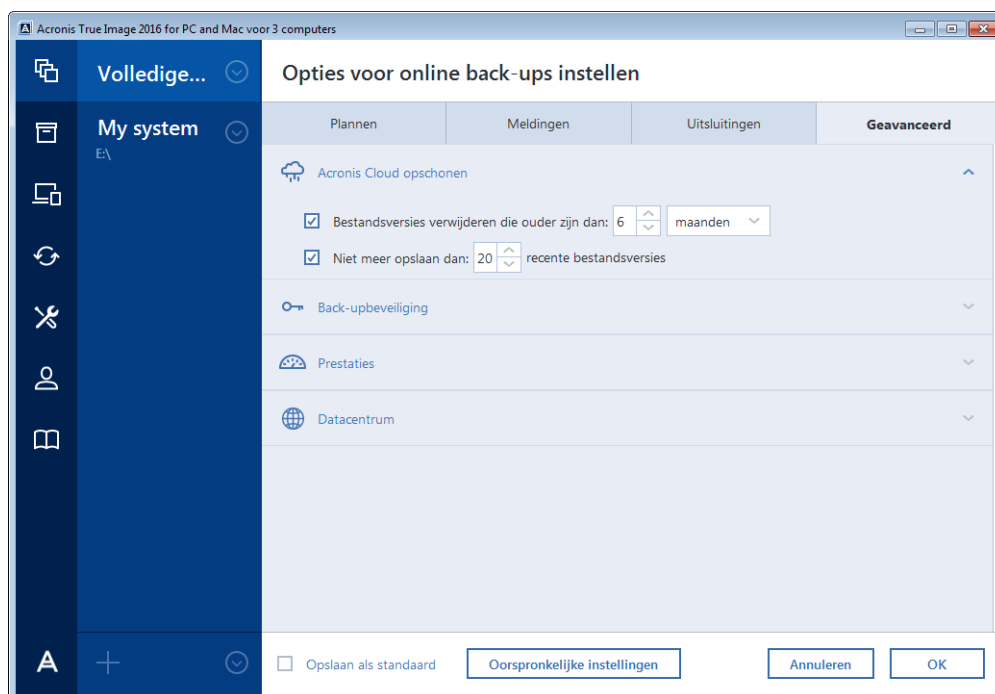 Acronis True Image 2016 for PC and Mac voor 3 computers
Volledige...
My system
E:\
Opties voor online back-ups instellen
Plannen
Meldingen
Uitsluitingen
Geavanceerd
Acronis Cloud opschonen
Bestandsversies verwijderen die ouder zijn dan: 6 maanden
Niet meer opslaan dan: 20 recente bestandsversies
Back-upbeveiliging
Prestaties
Datacentrum
Opslaan als standaard
Oorspronkelijke instellingen
Annuleren
OK